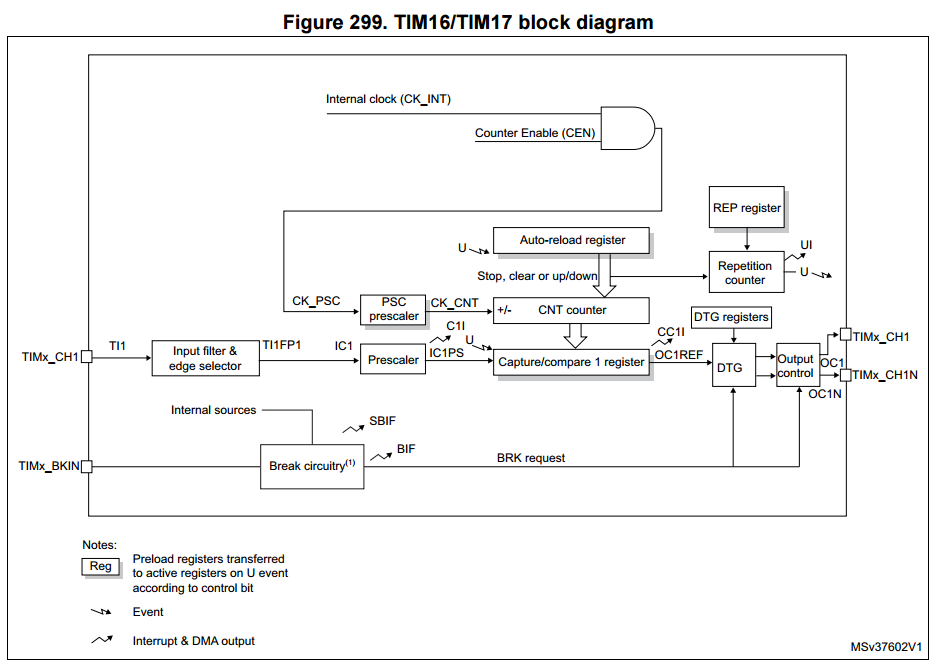 Figure 299. TIM16/TIM17 block diagram
Internal clock (CK_INT)
Counter Enable (CEN)
REP register
Auto-reload register
U
UI
Stop, clear or up/down
Repetition
counter
U
CK_PSC
PSC
prescaler
CK_CNT
+/-
CNT counter
DTG registers
C1I
U
CC1I
TIMx_CH1
TI1
Input filter &
edge selector
TI1FP1
IC1
Prescaler
IC1PS
Capture/compare 1 register
OC1REF
DTG
Output
control
OC1
TIMx_CH1
TIMx_CH1N
OC1N
Internal sources
SBIF
TIMx_BKIN
Break circuitry(1)
BIF
BRK request
Notes:
Reg
Preload registers transferred
to active registers on U event
according to control bit
Event
Interrupt & DMA output
MSv37602V1